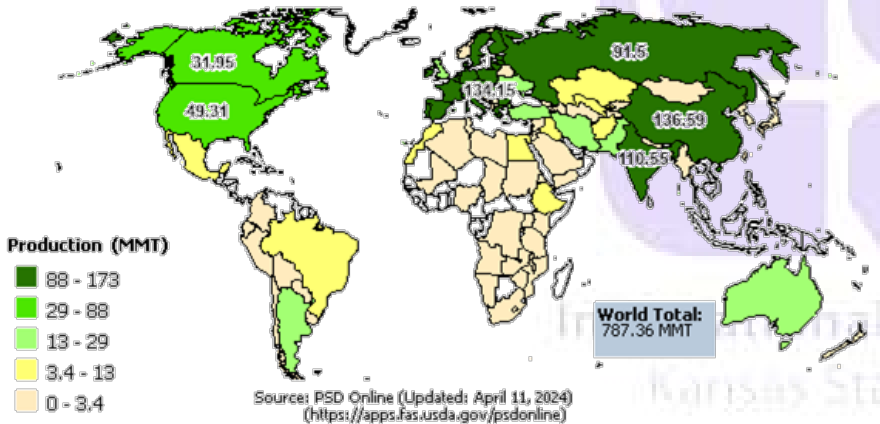 31.95
91.5
134.15
49.31
136.59
110.55
Production (MMT)
88 - 173
29 - 88
13 - 29
3.4 - 13
0 - 3.4
World Total:
787.36 MMT
Source: PSD Online (Updated: April 11, 2024)
(https://apps.fas.usda.gov/psdonline)